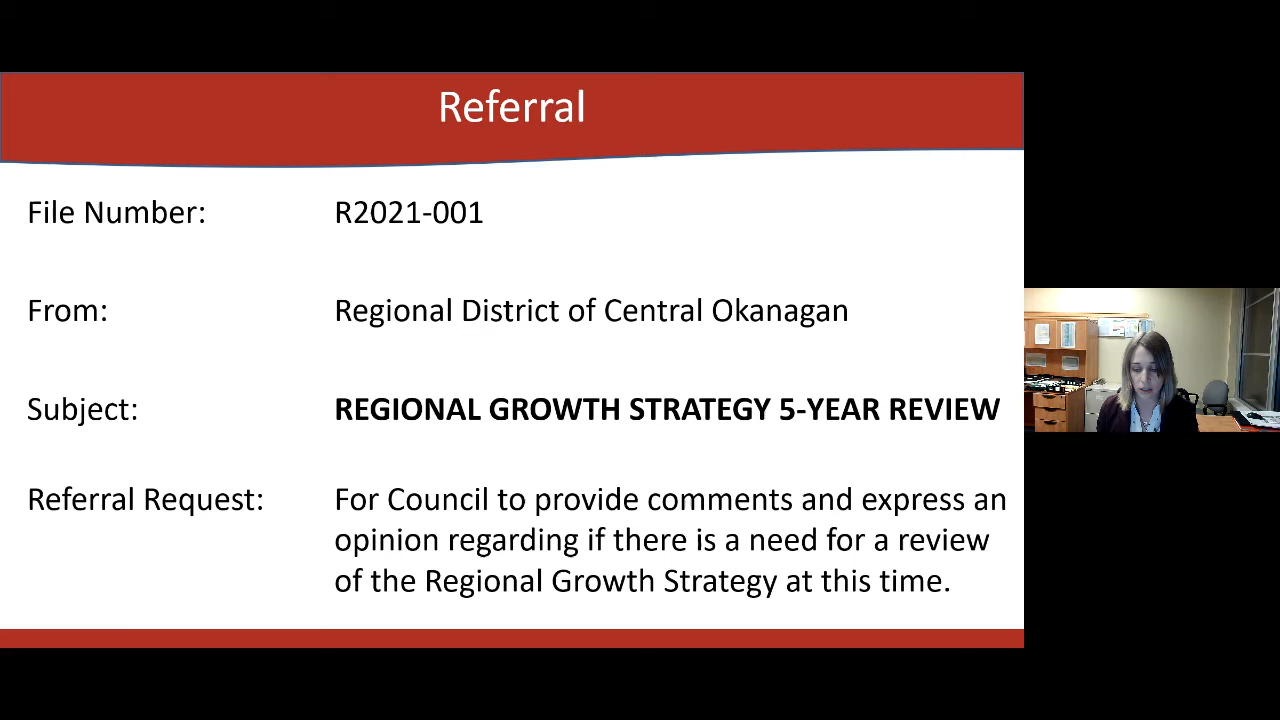 Referral
File Number: R2021-001
From: Regional District of Central Okanagan
Subject: REGIONAL GROWTH STRATEGY 5-YEAR REVIEW
Referral Request: For Council to provide comments and express an
opinion regarding if there is a need for a review
of the Regional Growth Strategy at this time.